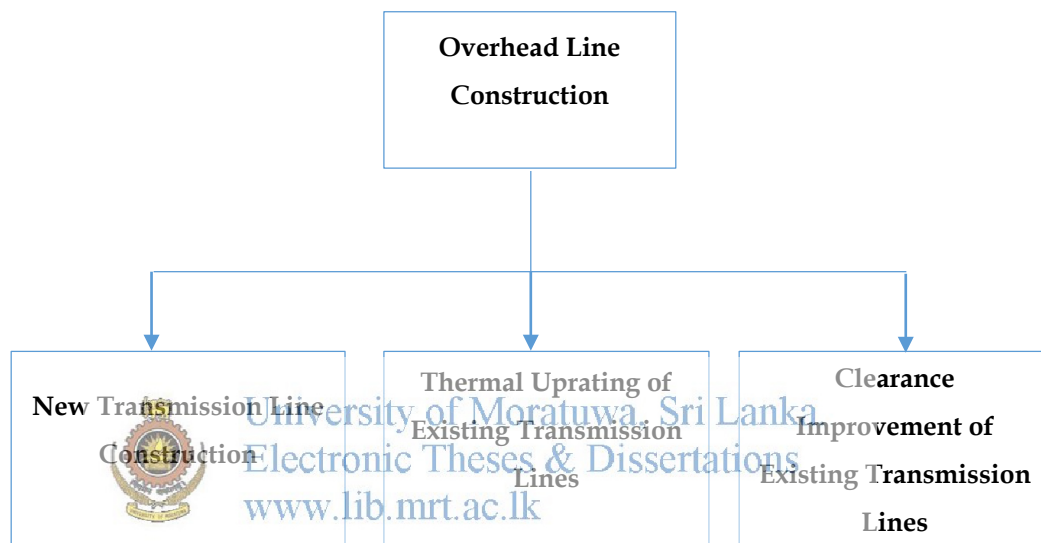 Overhead Line
Construction
New Transmission Line
Construction
Thermal Uprating of
Existing Transmission
Lines
Clearance
Improvement of
Existing Transmission
Lines
University of Moratuwa, Sri Lanka.
Electronic Theses & Dissertations
www.lib.mrt.ac.lk